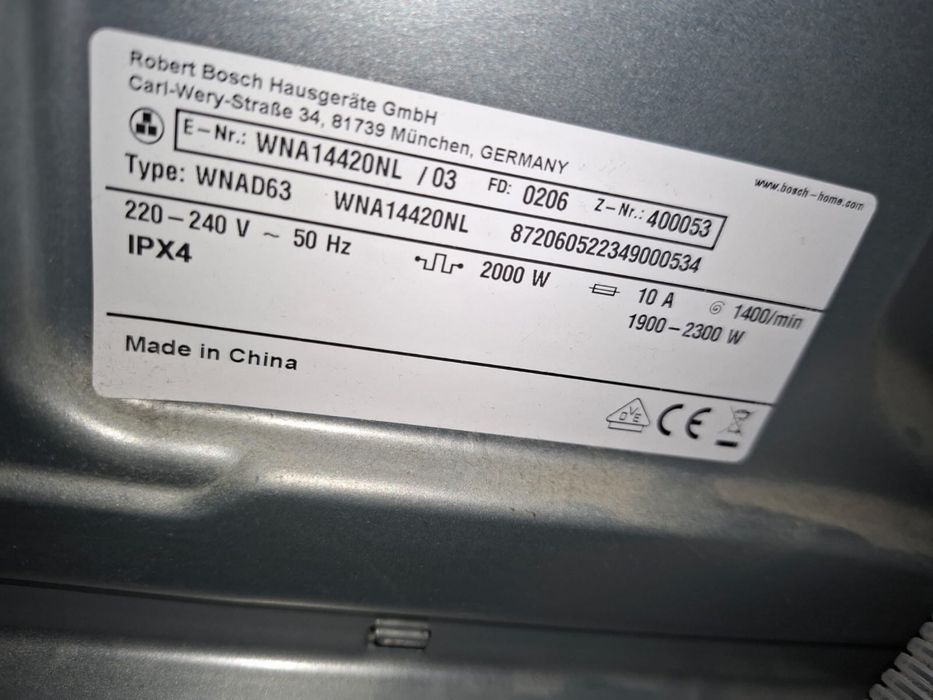 Robert Bosch Hausgeräte GmbH
Carl-Wery-Straße 34, 81739 München, GERMANY
www.bosch-home.com
E-Nr.: WNA14420NL /03 FD: 0206 Z-Nr.: 400053
Type: WNAD63 WNA14420NL 872060522349000534
220-240 V ~ 50 Hz 2000 W 10 A 1400/min
IPX4 1900-2300 W
Made in China
DVE CE